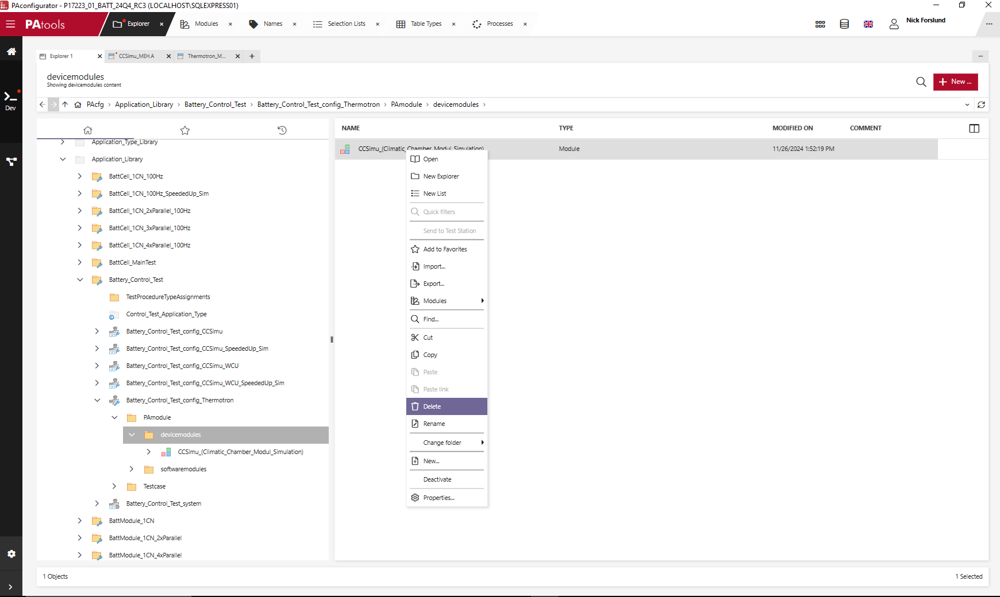 PAconfigurator - P17223_01_BATT_24Q4_RC3 (LOCALHOST\SQLEXPRESS01)
PAtools
Explorer
Modules
Names
Selection Lists
Table Types
Processes
Nick Forslund
Explorer 1
CCSimu_MEH.A
Thermotron_M...
devicemodules
Showing devicemodules content
New ...
PAcfg > Application_Library > Battery_Control_Test > Battery_Control_Test_config_Thermotron > PAmodule > devicemodules >
Dev
NAME TYPE MODIFIED ON COMMENT
CCSimu_(Climatic_Chamber_Modul_Simulation) Module 11/26/2024 1:52:19 PM
Application_Type_Library
Application_Library
BattCell_1CN_100Hz
BattCell_1CN_100Hz_SpeededUp_Sim
BattCell_1CN_2xParallel_100Hz
BattCell_1CN_3xParallel_100Hz
BattCell_1CN_4xParallel_100Hz
BattCell_MainTest
Battery_Control_Test
TestProcedureTypeAssignments
Control_Test_Application_Type
Battery_Control_Test_config_CCSimu
Battery_Control_Test_config_CCSimu_SpeededUp_Sim
Battery_Control_Test_config_CCSimu_WCU
Battery_Control_Test_config_CCSimu_WCU_SpeededUp_Sim
Battery_Control_Test_config_Thermotron
PAmodule
devicemodules
CCSimu_(Climatic_Chamber_Modul_Simulation)
softwaremodules
Testcase
Battery_Control_Test_system
BattModule_1CN
BattModule_1CN_2xParallel
BattModule_1CN_4xParallel
Open
New Explorer
New List
Quick filters
Send to Test Station
Add to Favorites
Import...
Export...
Modules
Find...
Cut
Copy
Paste
Paste link
Delete
Rename
Change folder
New...
Deactivate
Properties...
1 Objects
1 Selected